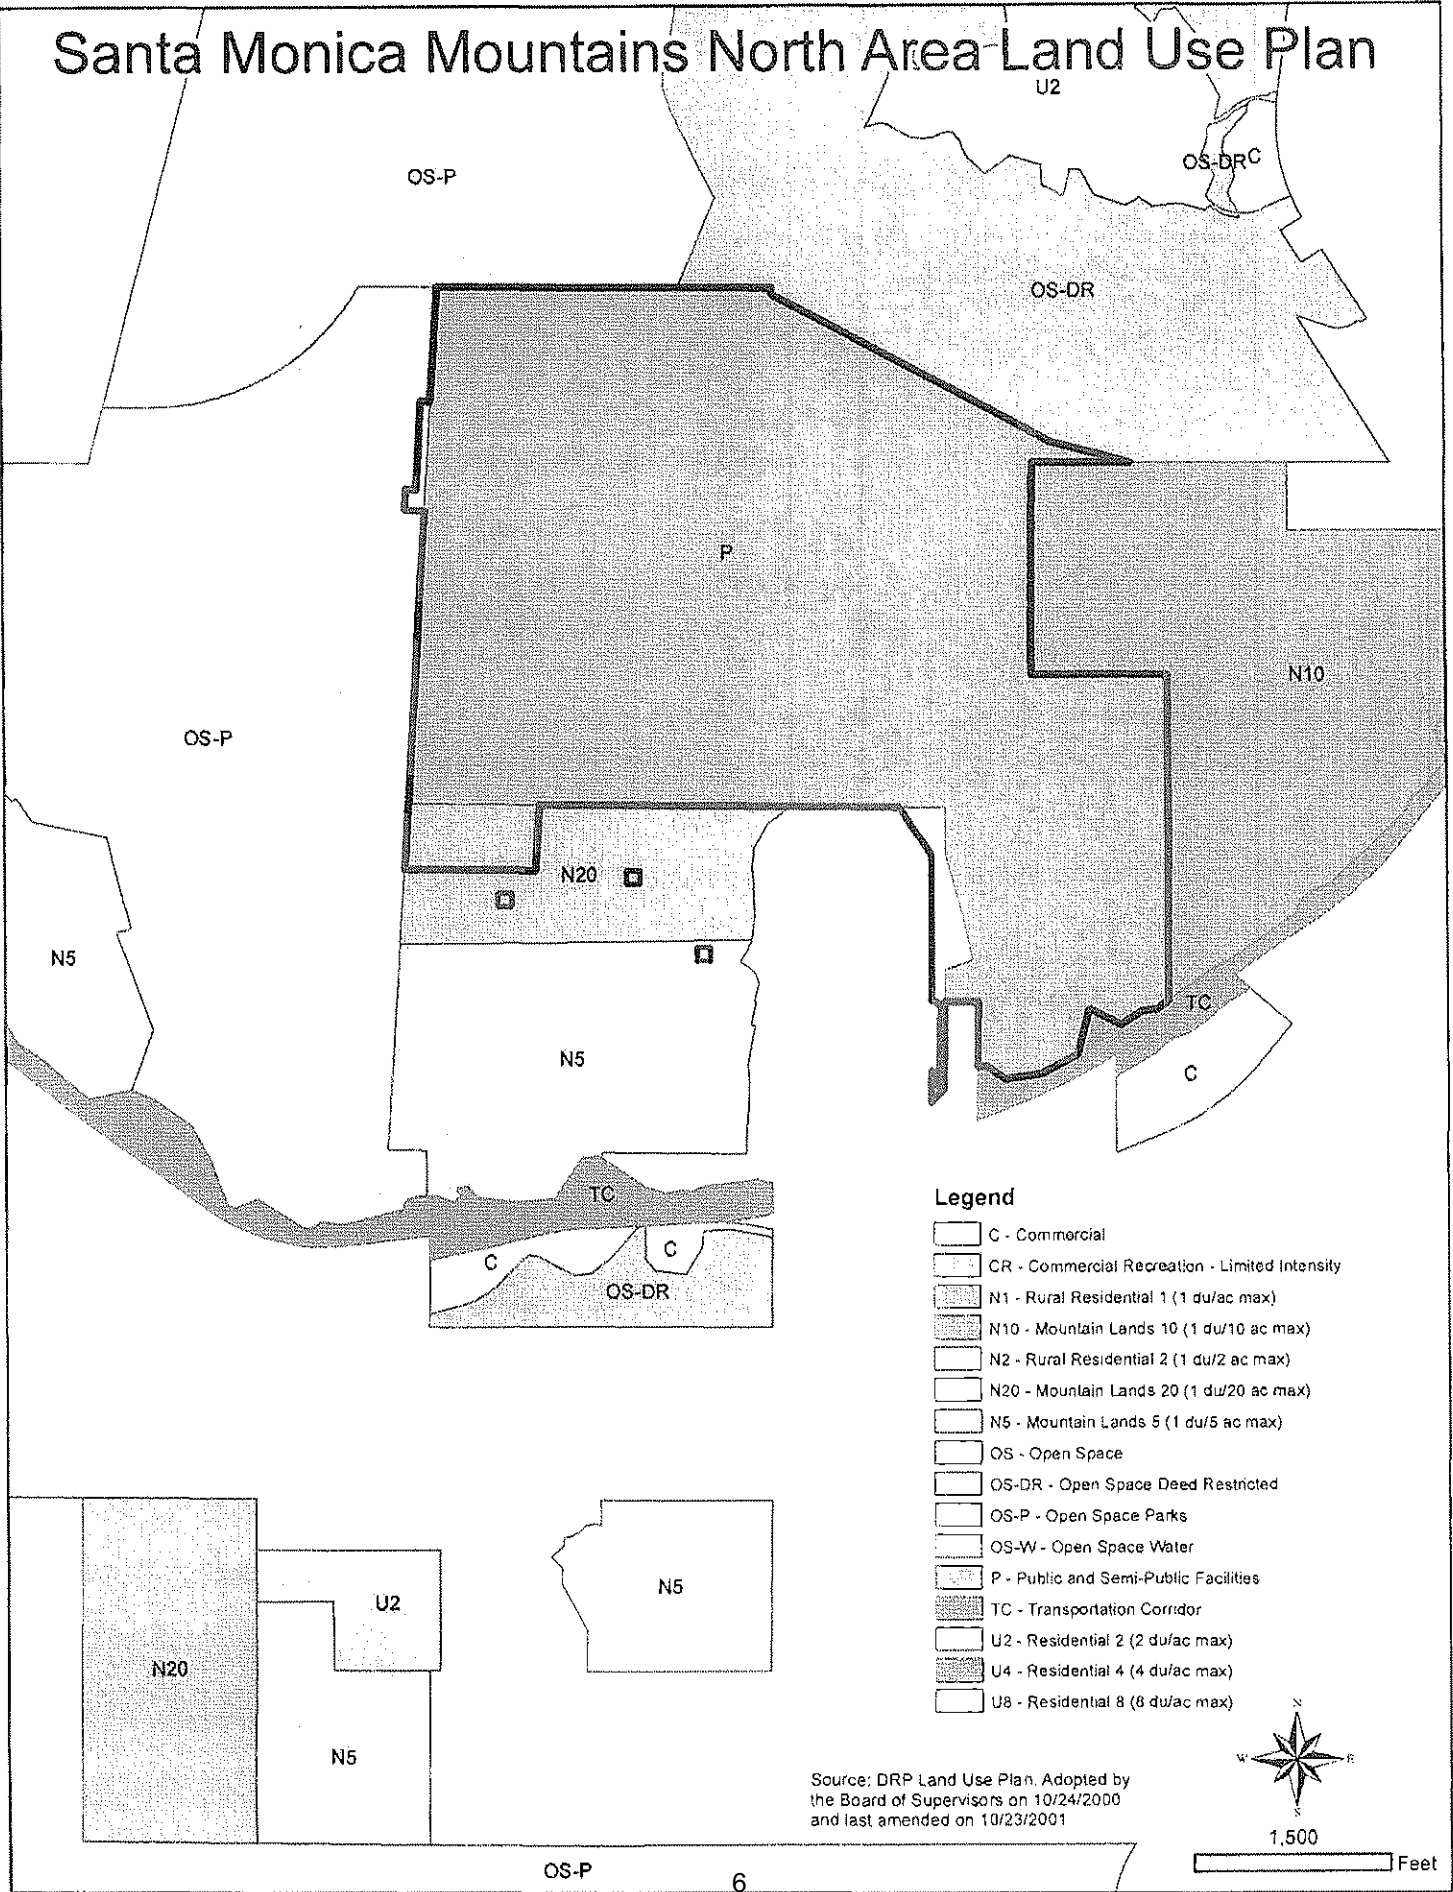 Santa Monica Mountains North Area Land Use Plan
U2
OS-P
OS-DR
C
OS-DR
P
N10
OS-P
N20
N5
TC
N5
C
TC
C
C
OS-DR
Legend
C - Commercial
CR - Commercial Recreation - Limited Intensity
N1 - Rural Residential 1 (1 du/ac max)
N10 - Mountain Lands 10 (1 du/10 ac max)
N2 - Rural Residential 2 (1 du/2 ac max)
N20 - Mountain Lands 20 (1 du/20 ac max)
N5 - Mountain Lands 5 (1 du/5 ac max)
OS - Open Space
OS-DR - Open Space Deed Restricted
OS-P - Open Space Parks
OS-W - Open Space Water
P - Public and Semi-Public Facilities
TC - Transportation Corridor
U2 - Residential 2 (2 du/ac max)
U4 - Residential 4 (4 du/ac max)
U8 - Residential 8 (8 du/ac max)
N5
U2
N20
N5
N
W
E
S
Source: DRP Land Use Plan. Adopted by
the Board of Supervisors on 10/24/2000
and last amended on 10/23/2001
1,500
Feet
OS-P
6